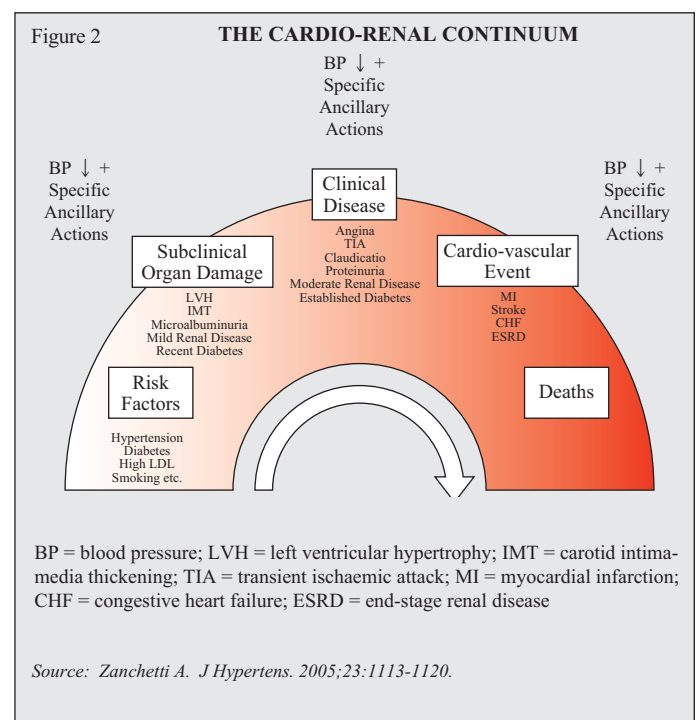 Figure 2
THE CARDIO-RENAL CONTINUUM
BP ↓ +
Specific
Ancillary
Actions
BP ↓ +
Specific
Ancillary
Actions
BP ↓ +
Specific
Ancillary
Actions
Clinical
Disease
Angina
TIA
Claudicatio
Proteinuria
Moderate Renal Disease
Established Diabetes
Subclinical
Organ Damage
LVH
IMT
Microalbuminuria
Mild Renal Disease
Recent Diabetes
Cardio-vascular
Event
MI
Stroke
CHF
ESRD
Risk
Factors
Hypertension
Diabetes
High LDL
Smoking etc.
Deaths
BP = blood pressure; LVH = left ventricular hypertrophy; IMT = carotid intima-
media thickening; TIA = transient ischaemic attack; MI = myocardial infarction;
CHF = congestive heart failure; ESRD = end-stage renal disease
Source: Zanchetti A. J Hypertens. 2005;23:1113-1120.